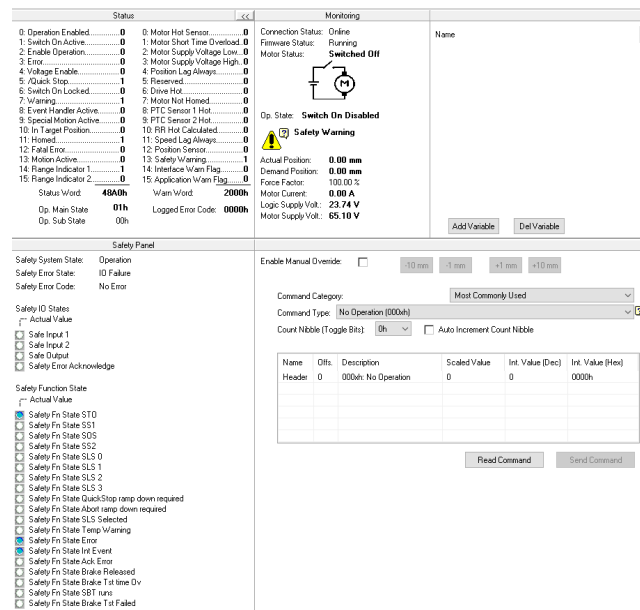 Status <<
0: Operation Enabled..............0
1: Switch On Active................0
2: Enable Operation...............0
3: Error.................................0
4: Voltage Enable..................0
5: /Quick Stop........................1
6: Switch On Locked...............0
7: Warning.............................1
8: Event Handler Active..........0
9: Special Motion Active.........0
10: In Target Position..............0
11: Homed..............................1
12: Fatal Error.........................0
13: Motion Active....................0
14: Range Indicator 1..............1
15: Range Indicator 2..............0
Status Word: 48A0h
Op. Main State 01h
Op. Sub State 00h
0: Motor Hot Sensor...............0
1: Motor Short Time Overload..0
2: Motor Supply Voltage Low...0
3: Motor Supply Voltage High..0
4: Position Lag Always............0
5: Reserved...........................0
6: Drive Hot............................0
7: Motor Not Homed...............0
8: PTC Sensor 1 Hot...............0
9: PTC Sensor 2 Hot...............0
10: RR Hot Calculated............0
11: Speed Lag Always............0
12: Position Sensor.................0
13: Safety Warning.................1
14: Interface Warn Flag...........0
15: Application Warn Flag........0
Warn Word: 2000h
Logged Error Code: 0000h
Monitoring
Connection Status: Online
Firmware Status: Running
Motor Status: Switched Off
M
Op. State: Switch On Disabled
Safety Warning
Actual Position: 0.00 mm
Demand Position: 0.00 mm
Force Factor: 100.00 %
Motor Current: 0.00 A
Logic Supply Volt.: 23.74 V
Motor Supply Volt.: 65.10 V
Name
Add Variable Del Variable
Safety Panel
Safety System State: Operation
Safety Error State: IO Failure
Safety Error Code: No Error
Safety IO States
Actual Value
Safe Input 1
Safe Input 2
Safe Output
Safety Error Acknowledge
Safety Function State
Actual Value
Safety Fn State STO
Safety Fn State SS1
Safety Fn State SOS
Safety Fn State SS2
Safety Fn State SLS 0
Safety Fn State SLS 1
Safety Fn State SLS 2
Safety Fn State SLS 3
Safety Fn State QuickStop ramp down required
Safety Fn State Abort ramp down required
Safety Fn State SLS Selected
Safety Fn State Temp Warning
Safety Fn State Error
Safety Fn State Int Event
Safety Fn State Ack Error
Safety Fn State Brake Released
Safety Fn State Brake Tst time Ov
Safety Fn State SBT runs
Safety Fn State Brake Tst Failed
Enable Manual Override: -10 mm -1 mm +1 mm +10 mm
Command Category: Most Commonly Used
Command Type: No Operation (000xh)
Count Nibble (Toggle Bits): 0h Auto Increment Count Nibble
Name Offs. Description Scaled Value Int. Value (Dec) Int. Value (Hex)
Header 0 000xh: No Operation 0 0 0000h
Read Command Send Command